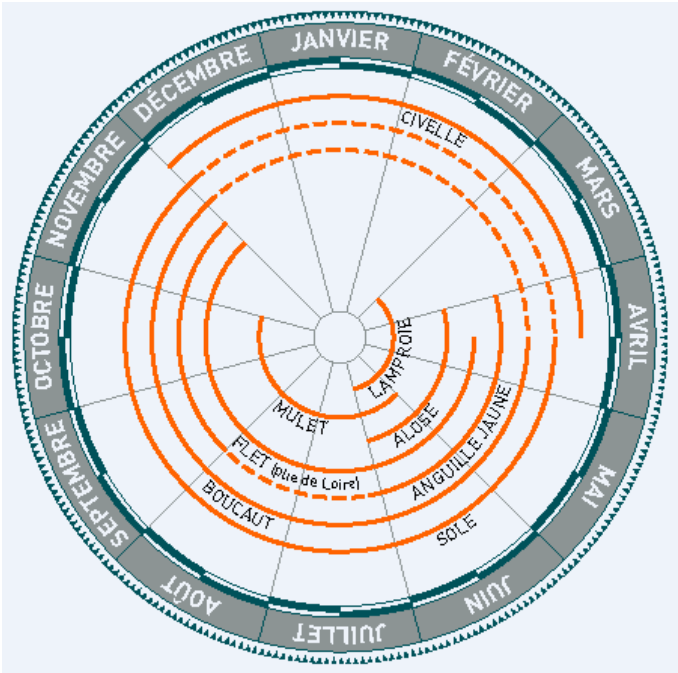 JANVIER
FÉVRIER
MARS
AVRIL
MAI
JUIN
JUILLET
AOÛT
SEPTEMBRE
OCTOBRE
NOVEMBRE
DÉCEMBRE
CIVELLE
LAMPROIE
ALOSE
MULET
ANGUILLE JAUNE
FLET (plie de Loire)
BOUCAUT
SOLE